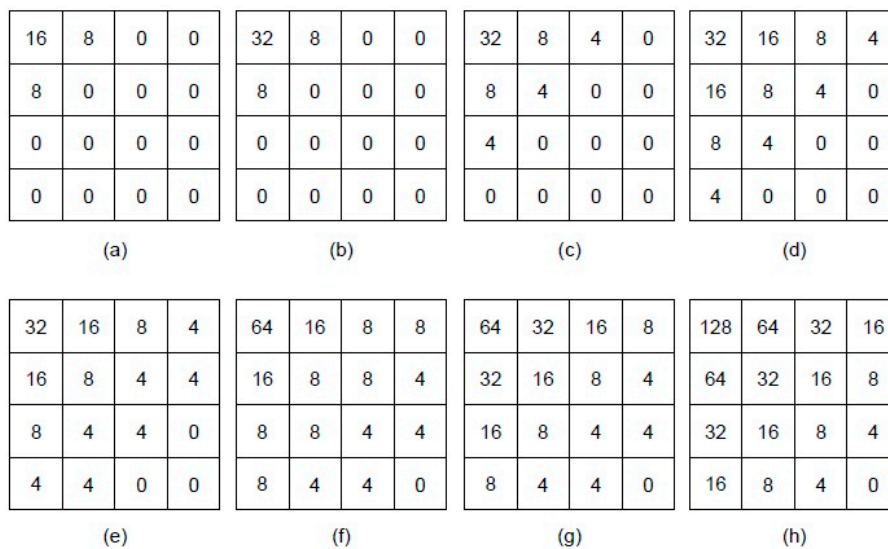 16 8 0 0
8 0 0 0
0 0 0 0
0 0 0 0
(a)
32 8 0 0
8 0 0 0
0 0 0 0
0 0 0 0
(b)
32 8 4 0
8 4 0 0
4 0 0 0
0 0 0 0
(c)
32 16 8 4
16 8 4 0
8 4 0 0
4 0 0 0
(d)
32 16 8 4
16 8 4 4
8 4 4 0
4 4 0 0
(e)
64 16 8 8
16 8 8 4
8 8 4 4
8 4 4 0
(f)
64 32 16 8
32 16 8 4
16 8 4 4
8 4 4 0
(g)
128 64 32 16
64 32 16 8
32 16 8 4
16 8 4 0
(h)